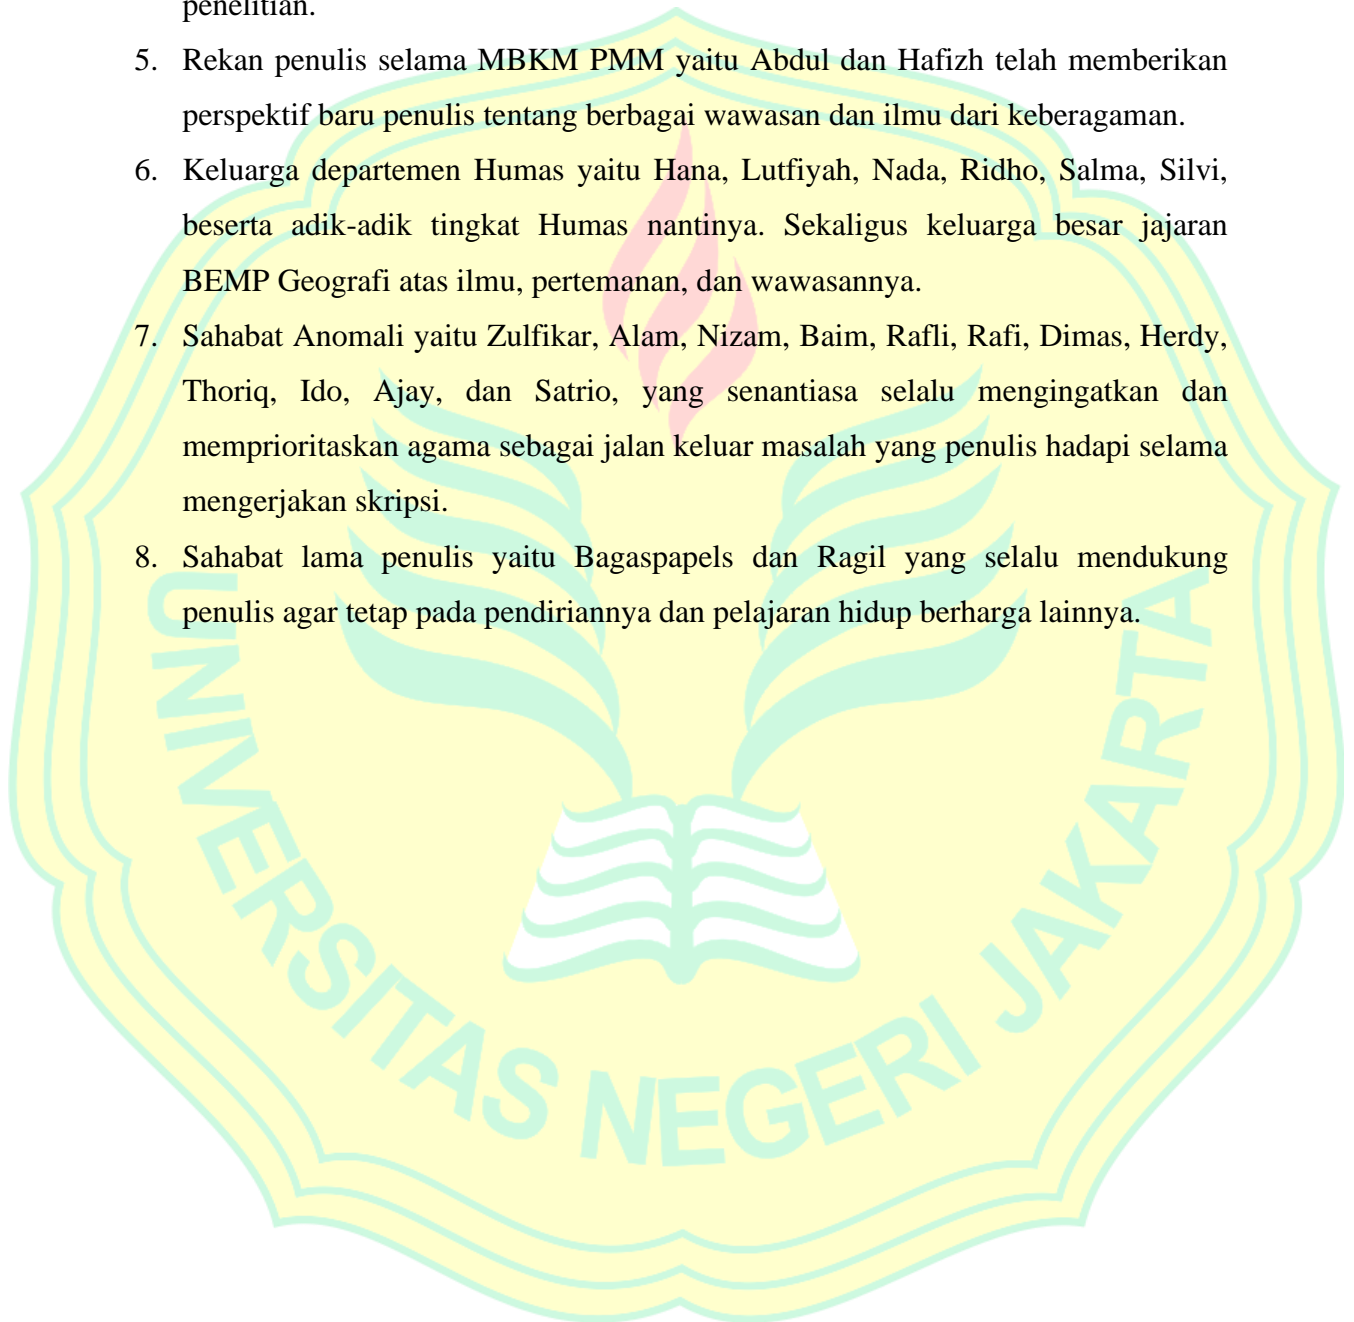 penelitian.
5. Rekan penulis selama MBKM PMM yaitu Abdul dan Hafizh telah memberikan
perspektif baru penulis tentang berbagai wawasan dan ilmu dari keberagaman.
6. Keluarga departemen Humas yaitu Hana, Lutfiyah, Nada, Ridho, Salma, Silvi,
beserta adik-adik tingkat Humas nantinya. Sekaligus keluarga besar jajaran
BEMP Geografi atas ilmu, pertemanan, dan wawasannya.
7. Sahabat Anomali yaitu Zulfikar, Alam, Nizam, Baim, Rafli, Rafi, Dimas, Herdy,
Thoriq, Ido, Ajay, dan Satrio, yang senantiasa selalu mengingatkan dan
memprioritaskan agama sebagai jalan keluar masalah yang penulis hadapi selama
mengerjakan skripsi.
8. Sahabat lama penulis yaitu Bagaspapels dan Ragil yang selalu mendukung
penulis agar tetap pada pendiriannya dan pelajaran hidup berharga lainnya.
UNIVERSITAS NEGERI JAKARTA